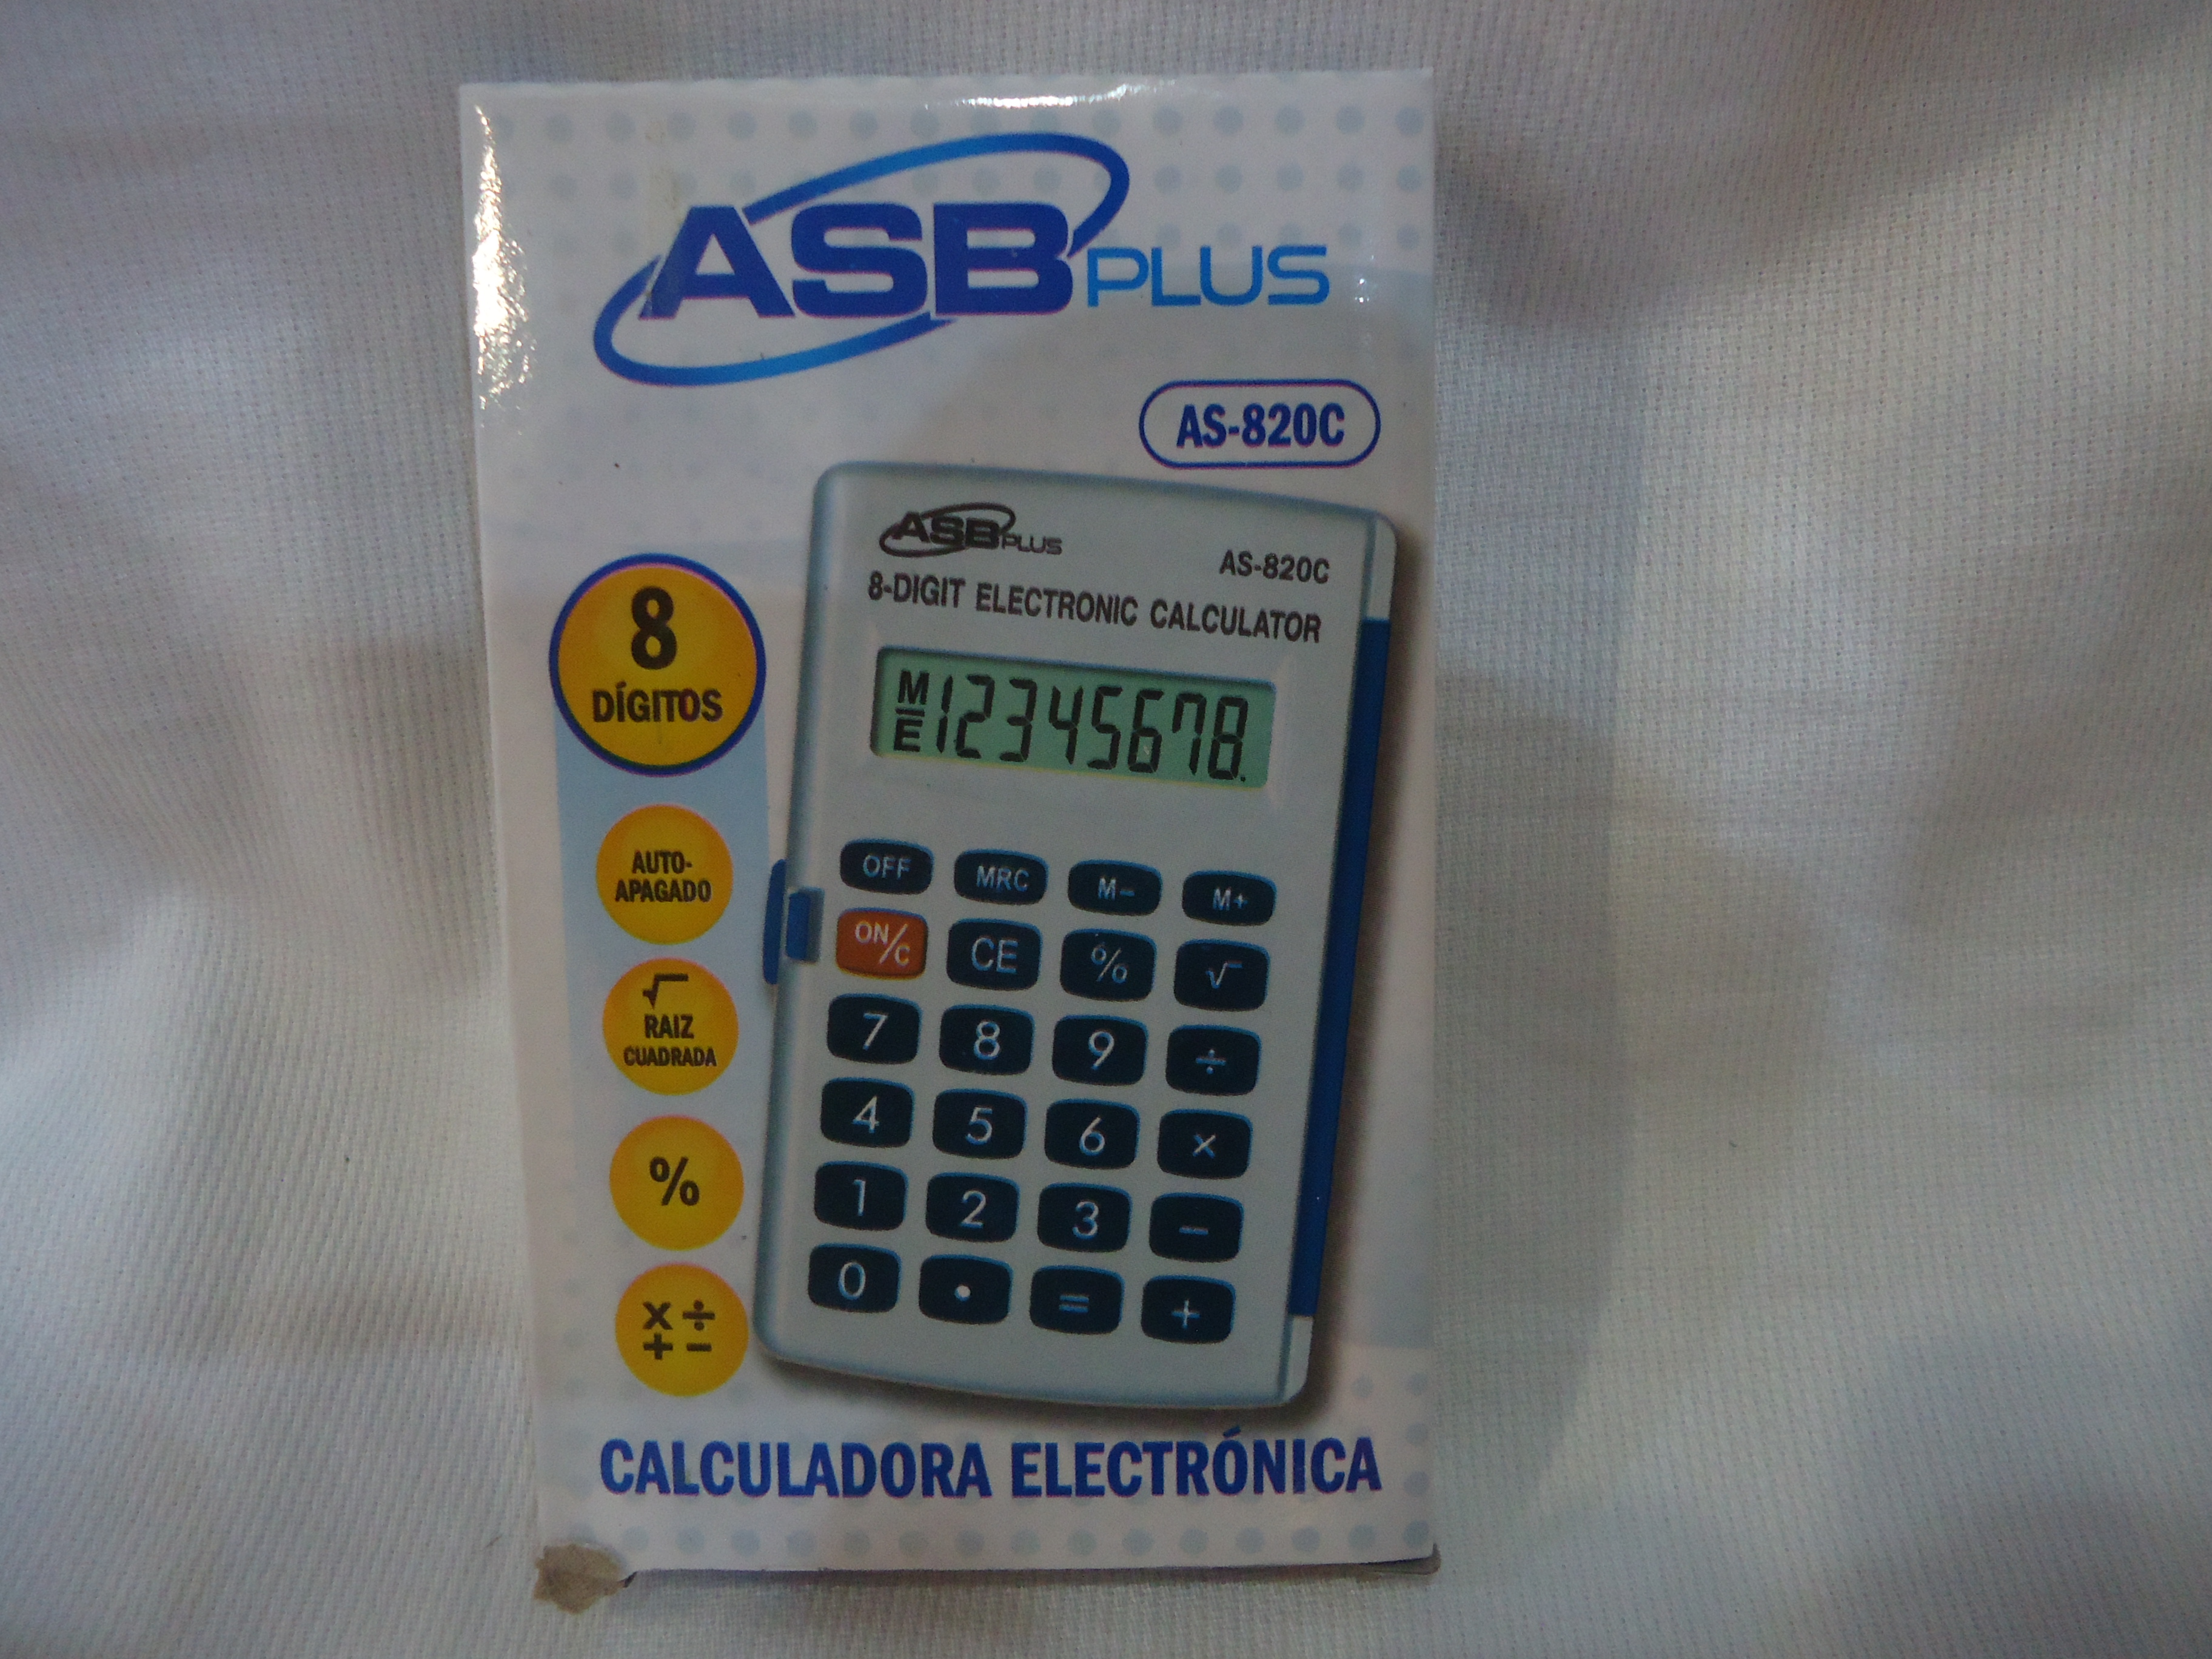 ASB PLUS
AS-820C
ASB PLUS
AS-820C
8-DIGIT ELECTRONIC CALCULATOR
M
E
12345678.
8
DÍGITOS
AUTO-
APAGADO
√
RAIZ
CUADRADA
%
x ÷
+ −
OFF MRC M− M+
ON/C CE % √
7 8 9 ÷
4 5 6 ×
1 2 3 −
0 . = +
CALCULADORA ELECTRÓNICA